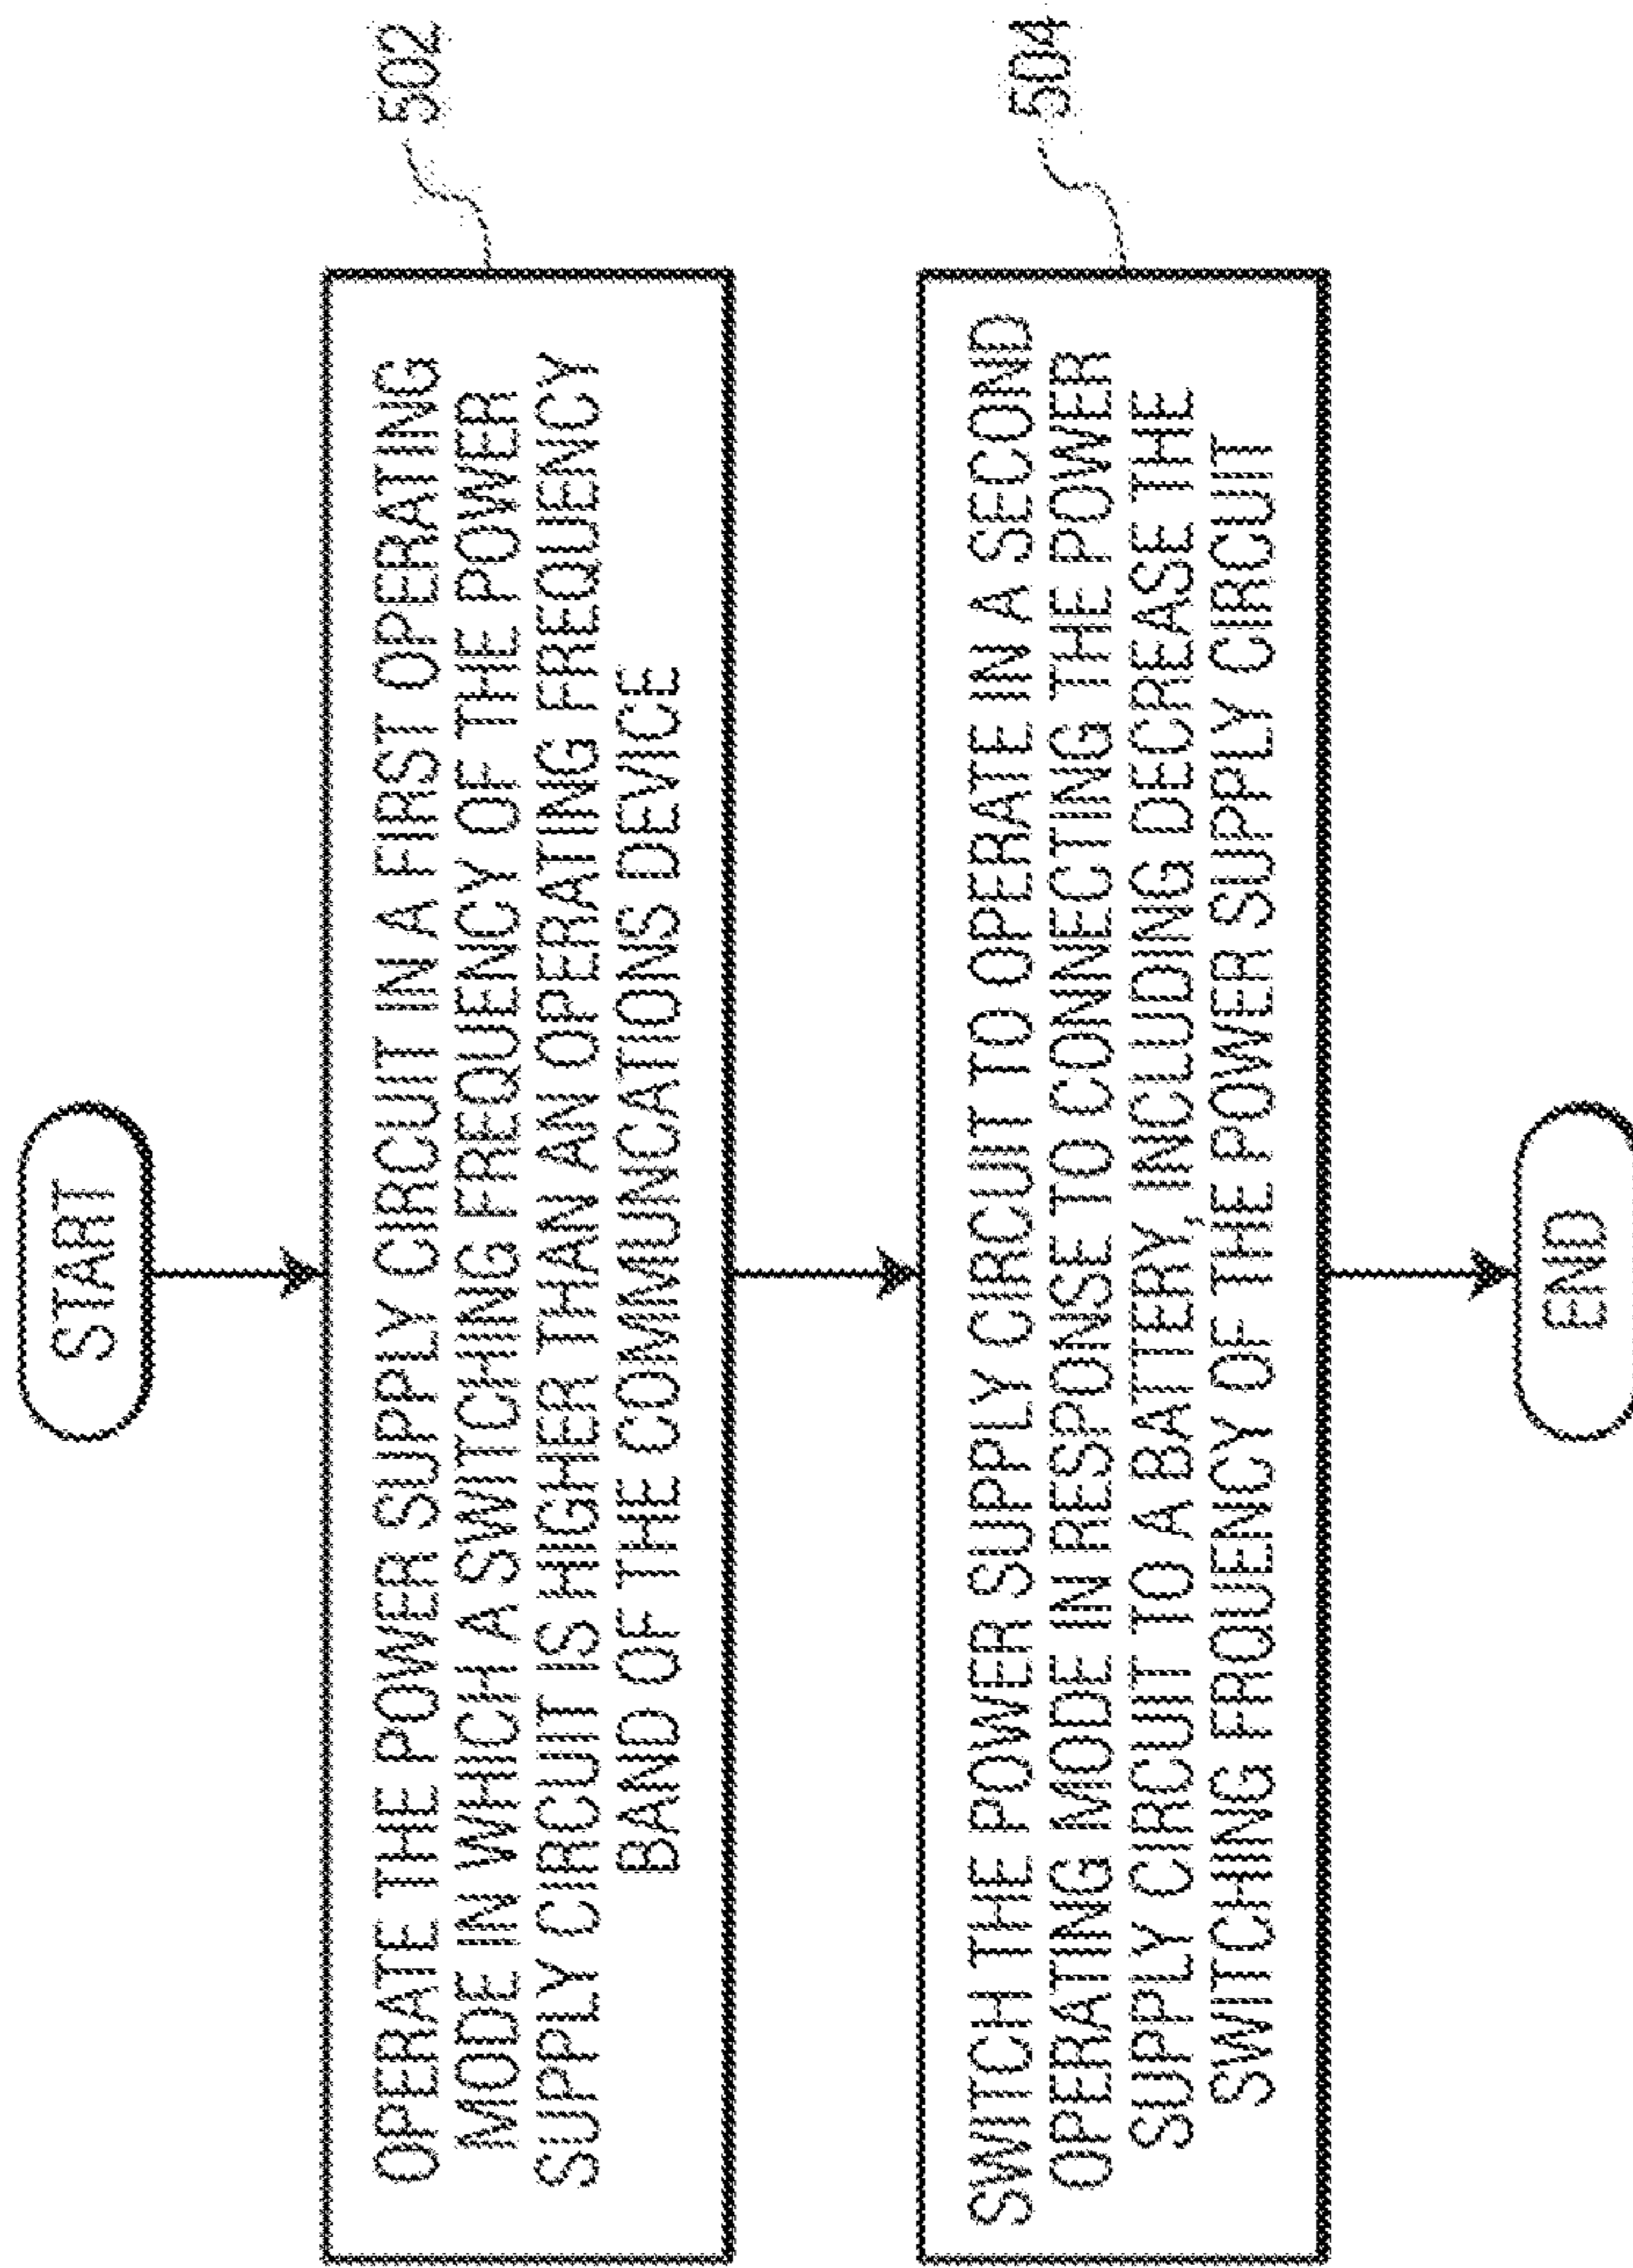 START
502
OPERATE THE POWER SUPPLY CIRCUIT IN A FIRST OPERATING
MODE IN WHICH A SWITCHING FREQUENCY OF THE POWER
SUPPLY CIRCUIT IS HIGHER THAN AN OPERATING FREQUENCY
BAND OF THE COMMUNCATIONS DEVICE
504
SWITCH THE POWER SUPPLY CIRCUIT TO OPERATE IN A SECOND
OPERATING MODE IN RESPONSE TO CONNECTING THE POWER
SUPPLY CIRCUIT TO A BATTERY, INCLUDING DECREASE THE
SWITCHING FRQUENCY OF THE POWER SUPPLY CIRCUIT
END